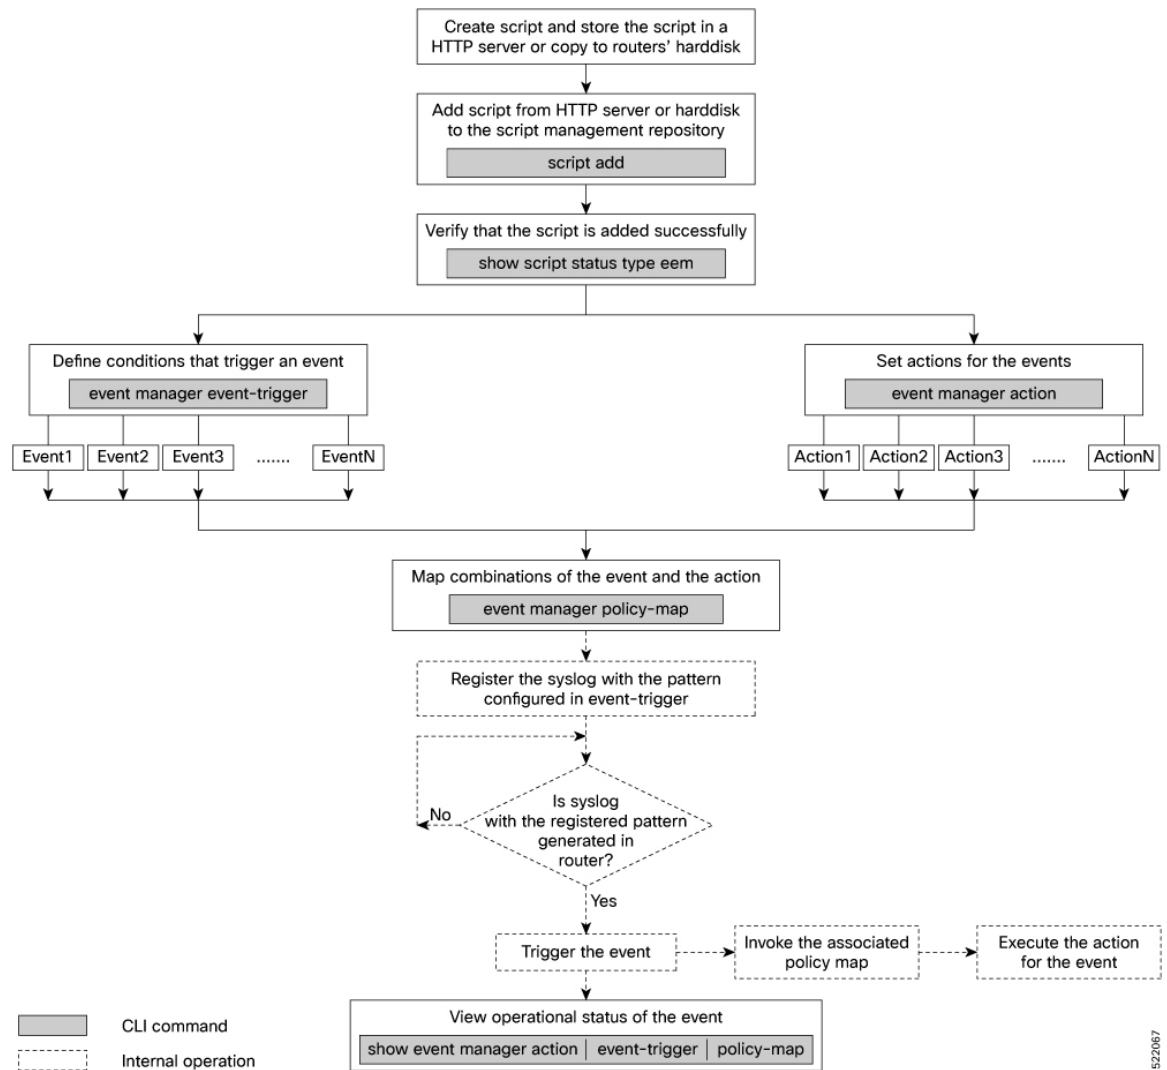 Create script and store the script in a
HTTP server or copy to routers' harddisk
Add script from HTTP server or harddisk
to the script management repository
script add
Verify that the script is added successfully
show script status type eem
Define conditions that trigger an event
event manager event-trigger
Event1 Event2 Event3 ....... EventN
Set actions for the events
event manager action
Action1 Action2 Action3 ....... ActionN
Map combinations of the event and the action
event manager policy-map
Register the syslog with the pattern
configured in event-trigger
Is syslog
with the registered pattern
generated in
router?
No
Yes
Trigger the event
Invoke the associated
policy map
Execute the action
for the event
View operational status of the event
show event manager action | event-trigger | policy-map
CLI command
Internal operation
522067